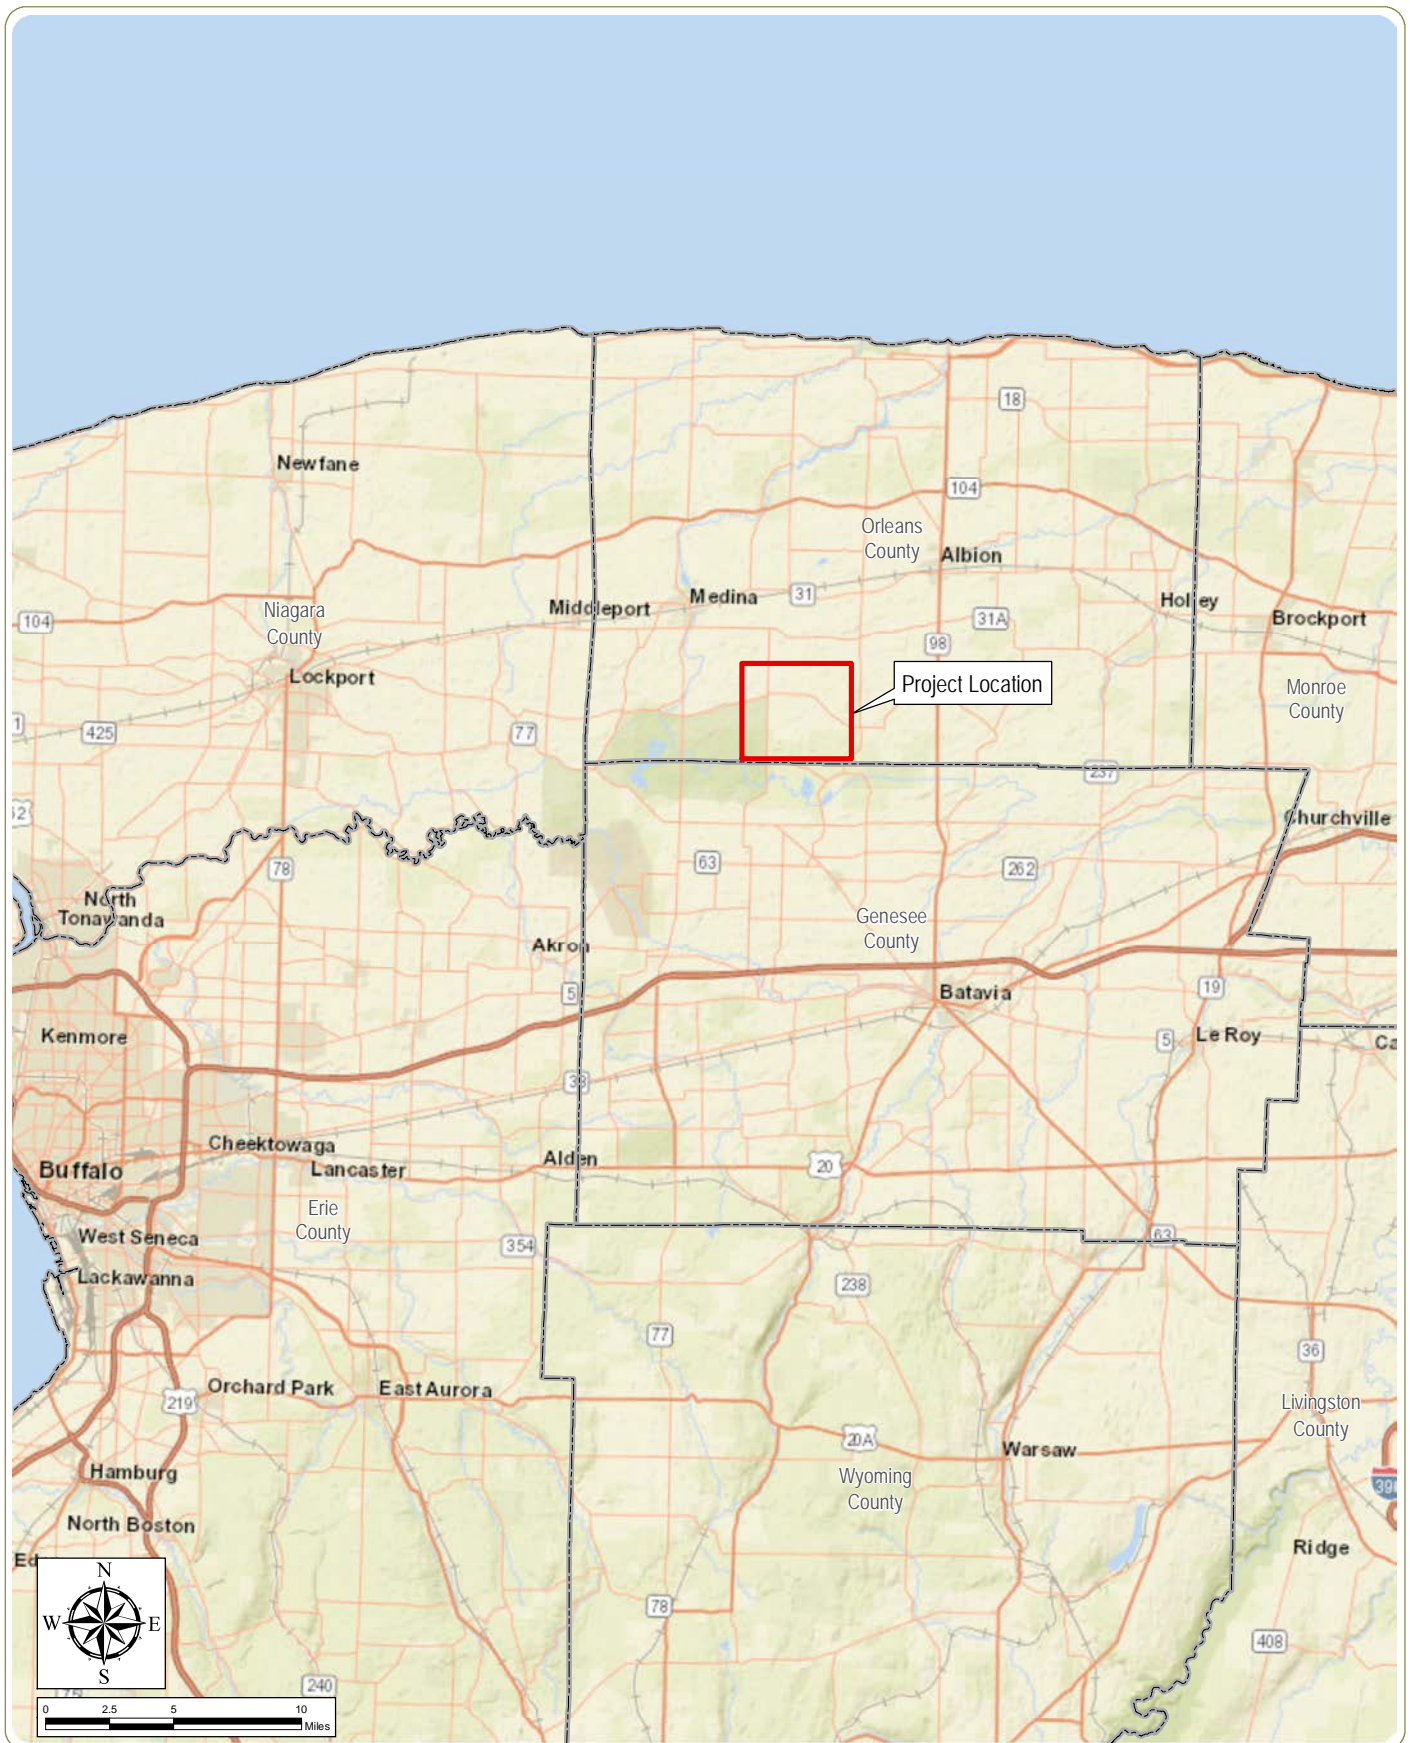 18
Newfane
104
Orleans
County
Albion
Medina
31
Middleport
Holley
Niagara
County
104
31A
Brockport
98
Lockport
Project Location
Monroe
County
1
425
77
237
Churchville
63
262
78
North
Tonawanda
Genesee
County
Akron
5
Batavia
19
Kenmore
5
Le Roy
33
Cheektowaga
Buffalo
Lancaster
Alden
20
Erie
County
West Seneca
354
63
Lackawanna
238
77
36
Orchard Park
East Aurora
219
Livingston
County
20A
Warsaw
Hamburg
Wyoming
County
390
North Boston
Ridge
N
W
E
S
78
408
240
0
2.5
5
10
Miles